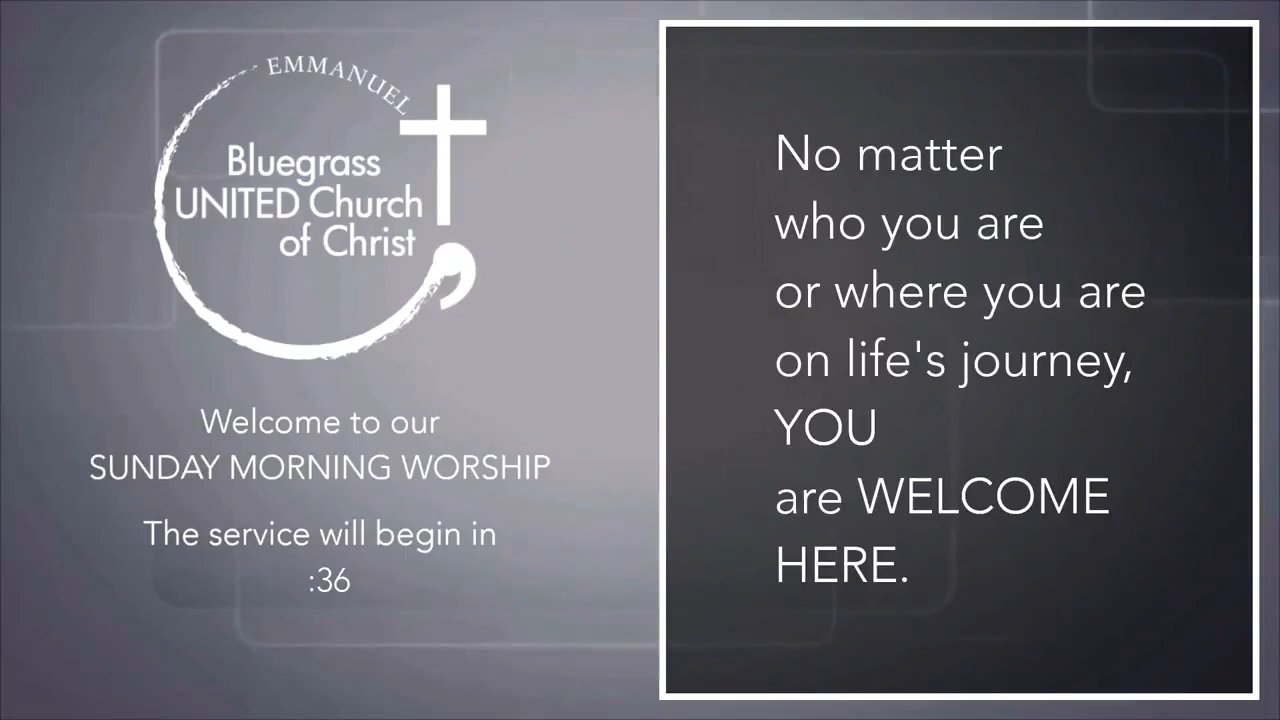 EMMANUEL
Bluegrass
UNITED Church
of Christ
Welcome to our
SUNDAY MORNING WORSHIP
The service will begin in
:36
No matter
who you are
or where you are
on life's journey,
YOU
are WELCOME
HERE.